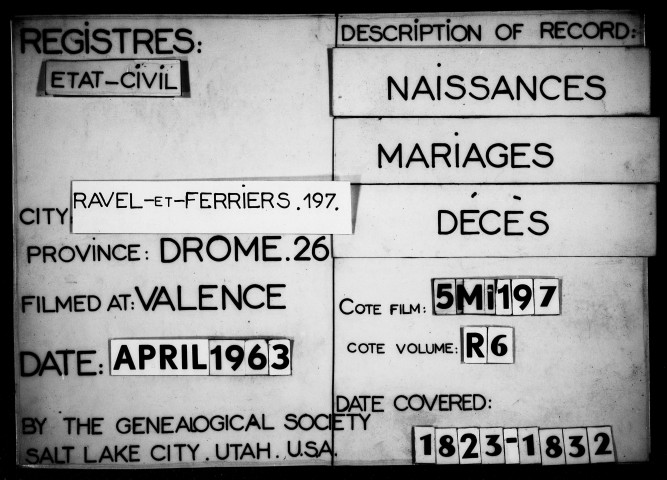 REGISTRES:
ETAT-CIVIL
CITY RAVEL-ET-FERRIERS.197.
PROVINCE: DROME.26
FILMED AT: VALENCE
DATE: APRIL 1963
BY THE GENEALOGICAL SOCIETY
SALT LAKE CITY. UTAH. U.S.A.
DESCRIPTION OF RECORD:
NAISSANCES
MARIAGES
DÉCÈS
COTE FILM: 5Mi197
COTE VOLUME: R6
DATE COVERED:
1823-1832